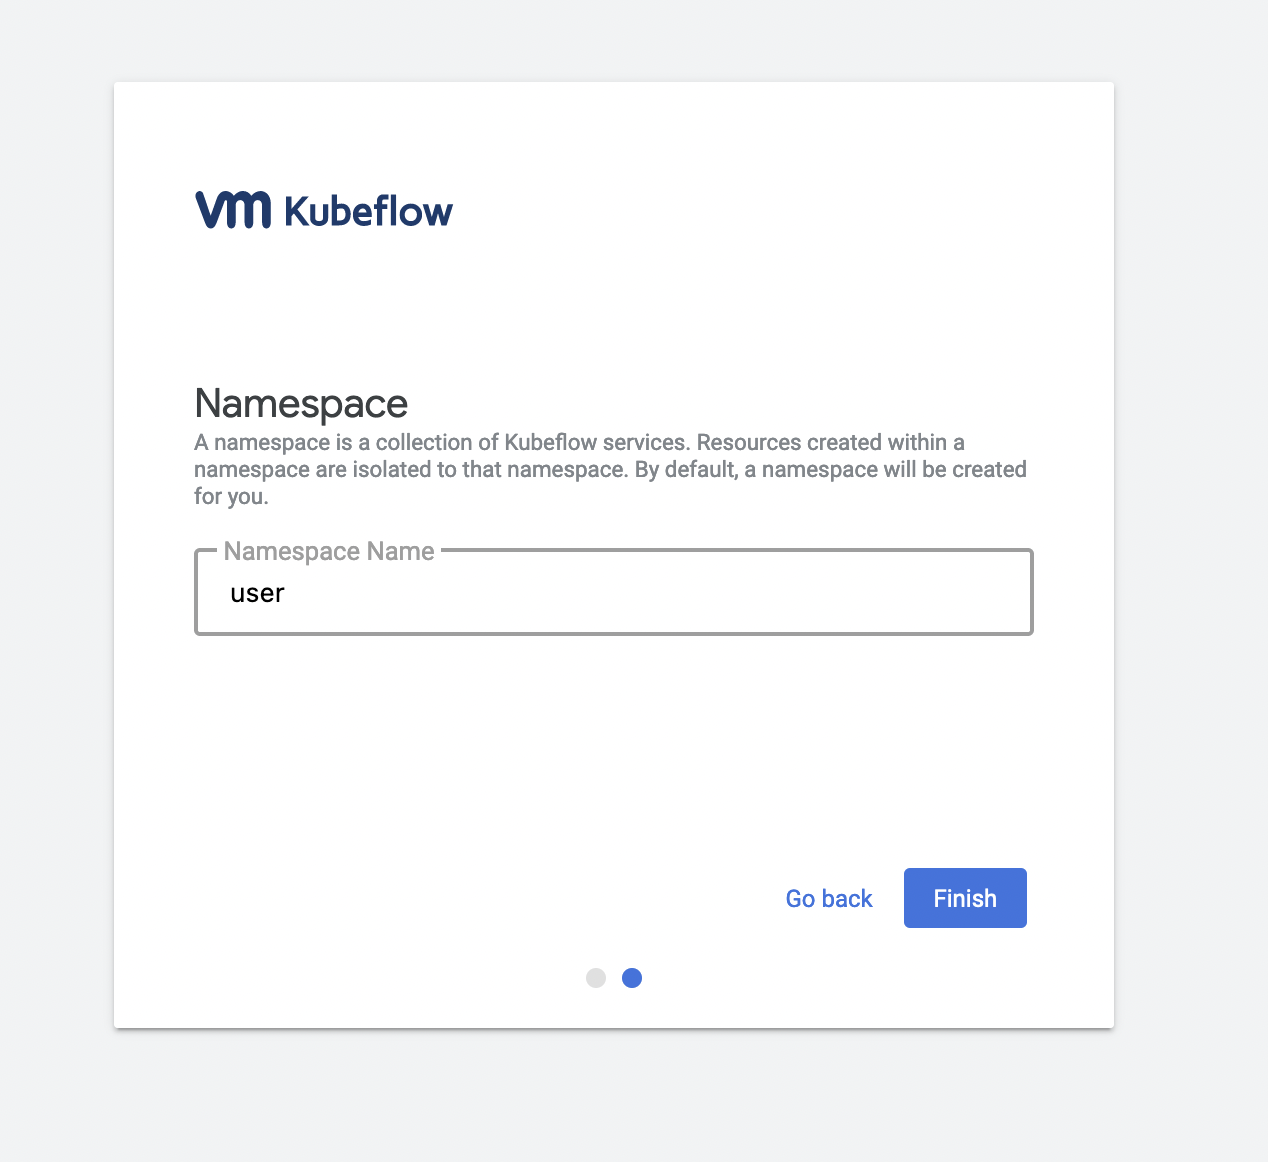 vm Kubeflow
Namespace
A namespace is a collection of Kubeflow services. Resources created within a
namespace are isolated to that namespace. By default, a namespace will be created
for you.
Namespace Name
user
Go back Finish